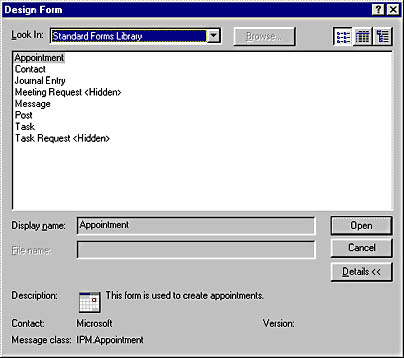 Design Form
Look In: Standard Forms Library Browse...
Appointment
Contact
Journal Entry
Meeting Request <Hidden>
Message
Post
Task
Task Request <Hidden>
Display name: Appointment Open
File name: Cancel
Details <<
Description: This form is used to create appointments.
Contact: Microsoft Version:
Message class: IPM.Appointment